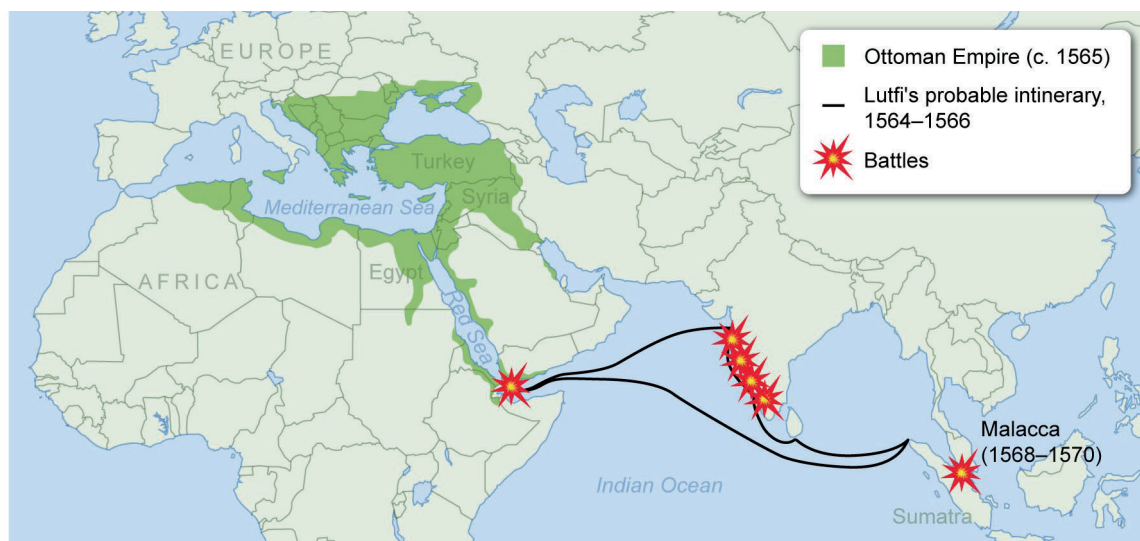 EUROPE
Ottoman Empire (c. 1565)
Lutfi's probable intinerary,
1564–1566
Battles
Turkey
Syria
Mediterranean Sea
AFRICA
Egypt
Red Sea
Malacca
(1568–1570)
Indian Ocean
Sumatra